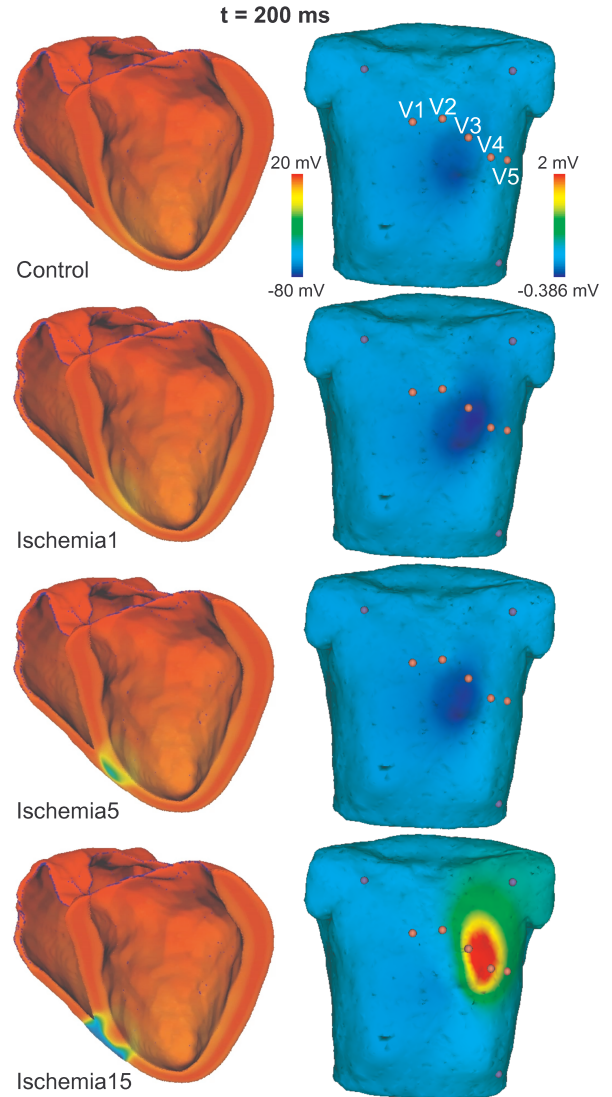 t = 200 ms
V1
V2
V3
V4
V5
20 mV
2 mV
-80 mV
-0.386 mV
Control
Ischemia1
Ischemia5
Ischemia15